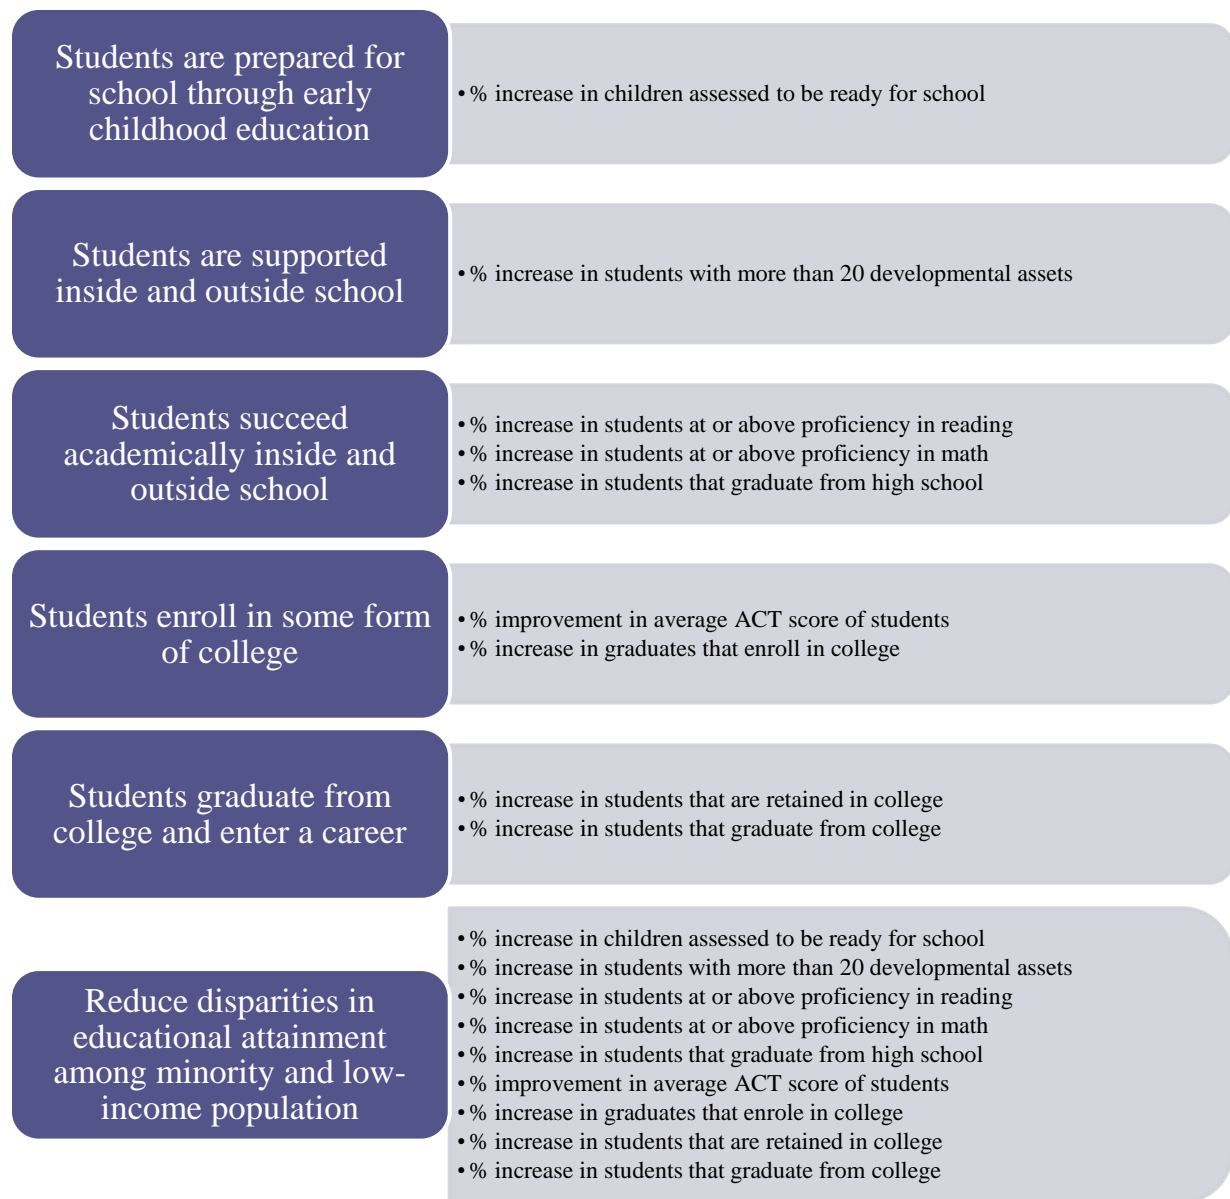 Students are prepared for
school through early
childhood education
• % increase in children assessed to be ready for school
Students are supported
inside and outside school
• % increase in students with more than 20 developmental assets
Students succeed
academically inside and
outside school
• % increase in students at or above proficiency in reading
• % increase in students at or above proficiency in math
• % increase in students that graduate from high school
Students enroll in some form
of college
• % improvement in average ACT score of students
• % increase in graduates that enroll in college
Students graduate from
college and enter a career
• % increase in students that are retained in college
• % increase in students that graduate from college
Reduce disparities in
educational attainment
among minority and low-
income population
• % increase in children assessed to be ready for school
• % increase in students with more than 20 developmental assets
• % increase in students at or above proficiency in reading
• % increase in students at or above proficiency in math
• % increase in students that graduate from high school
• % improvement in average ACT score of students
• % increase in graduates that enrole in college
• % increase in students that are retained in college
• % increase in students that graduate from college